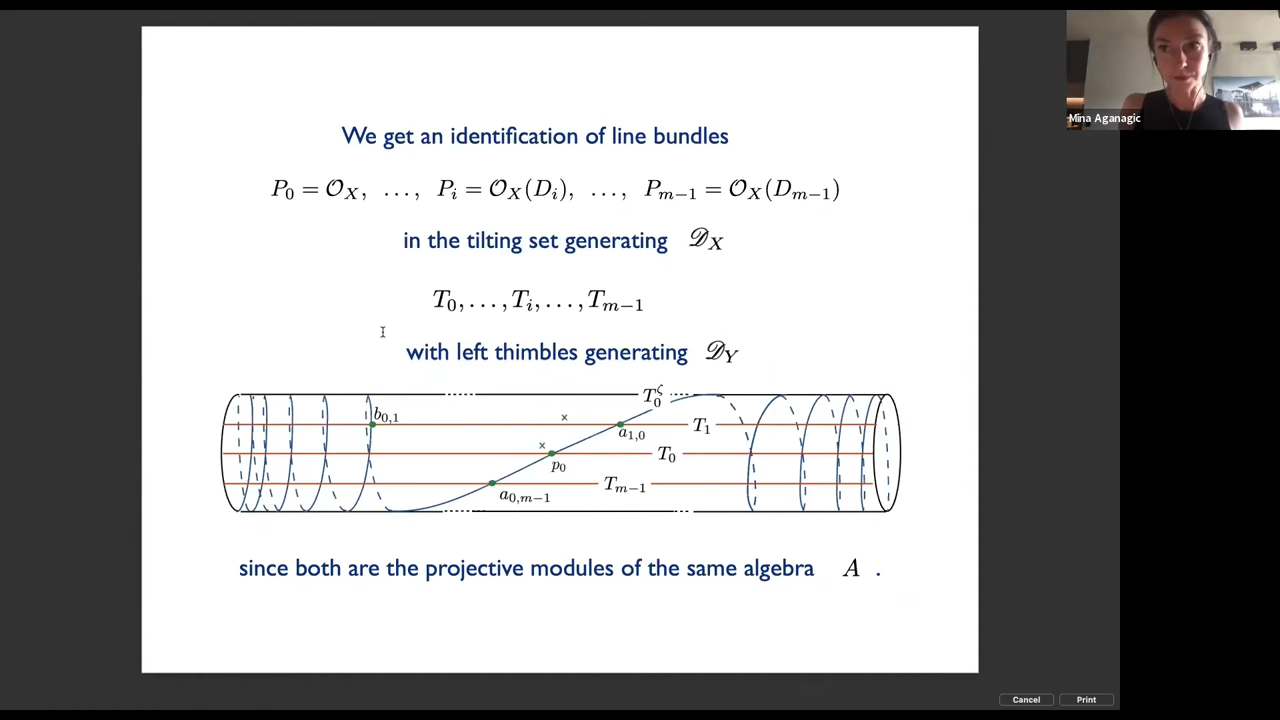 Mina Aganagic
We get an identification of line bundles
P_0 = 𝒪_X, ..., P_i = 𝒪_X(D_i), ..., P_{m−1} = 𝒪_X(D_{m−1})
in the tilting set generating 𝒟_X
T_0, ..., T_i, ..., T_{m−1}
with left thimbles generating 𝒟_Y
T_0^ζ
b_{0,1} x a_{1,0} T_1
x p_0 T_0
a_{0,m−1} T_{m−1}
since both are the projective modules of the same algebra A .
Cancel Print